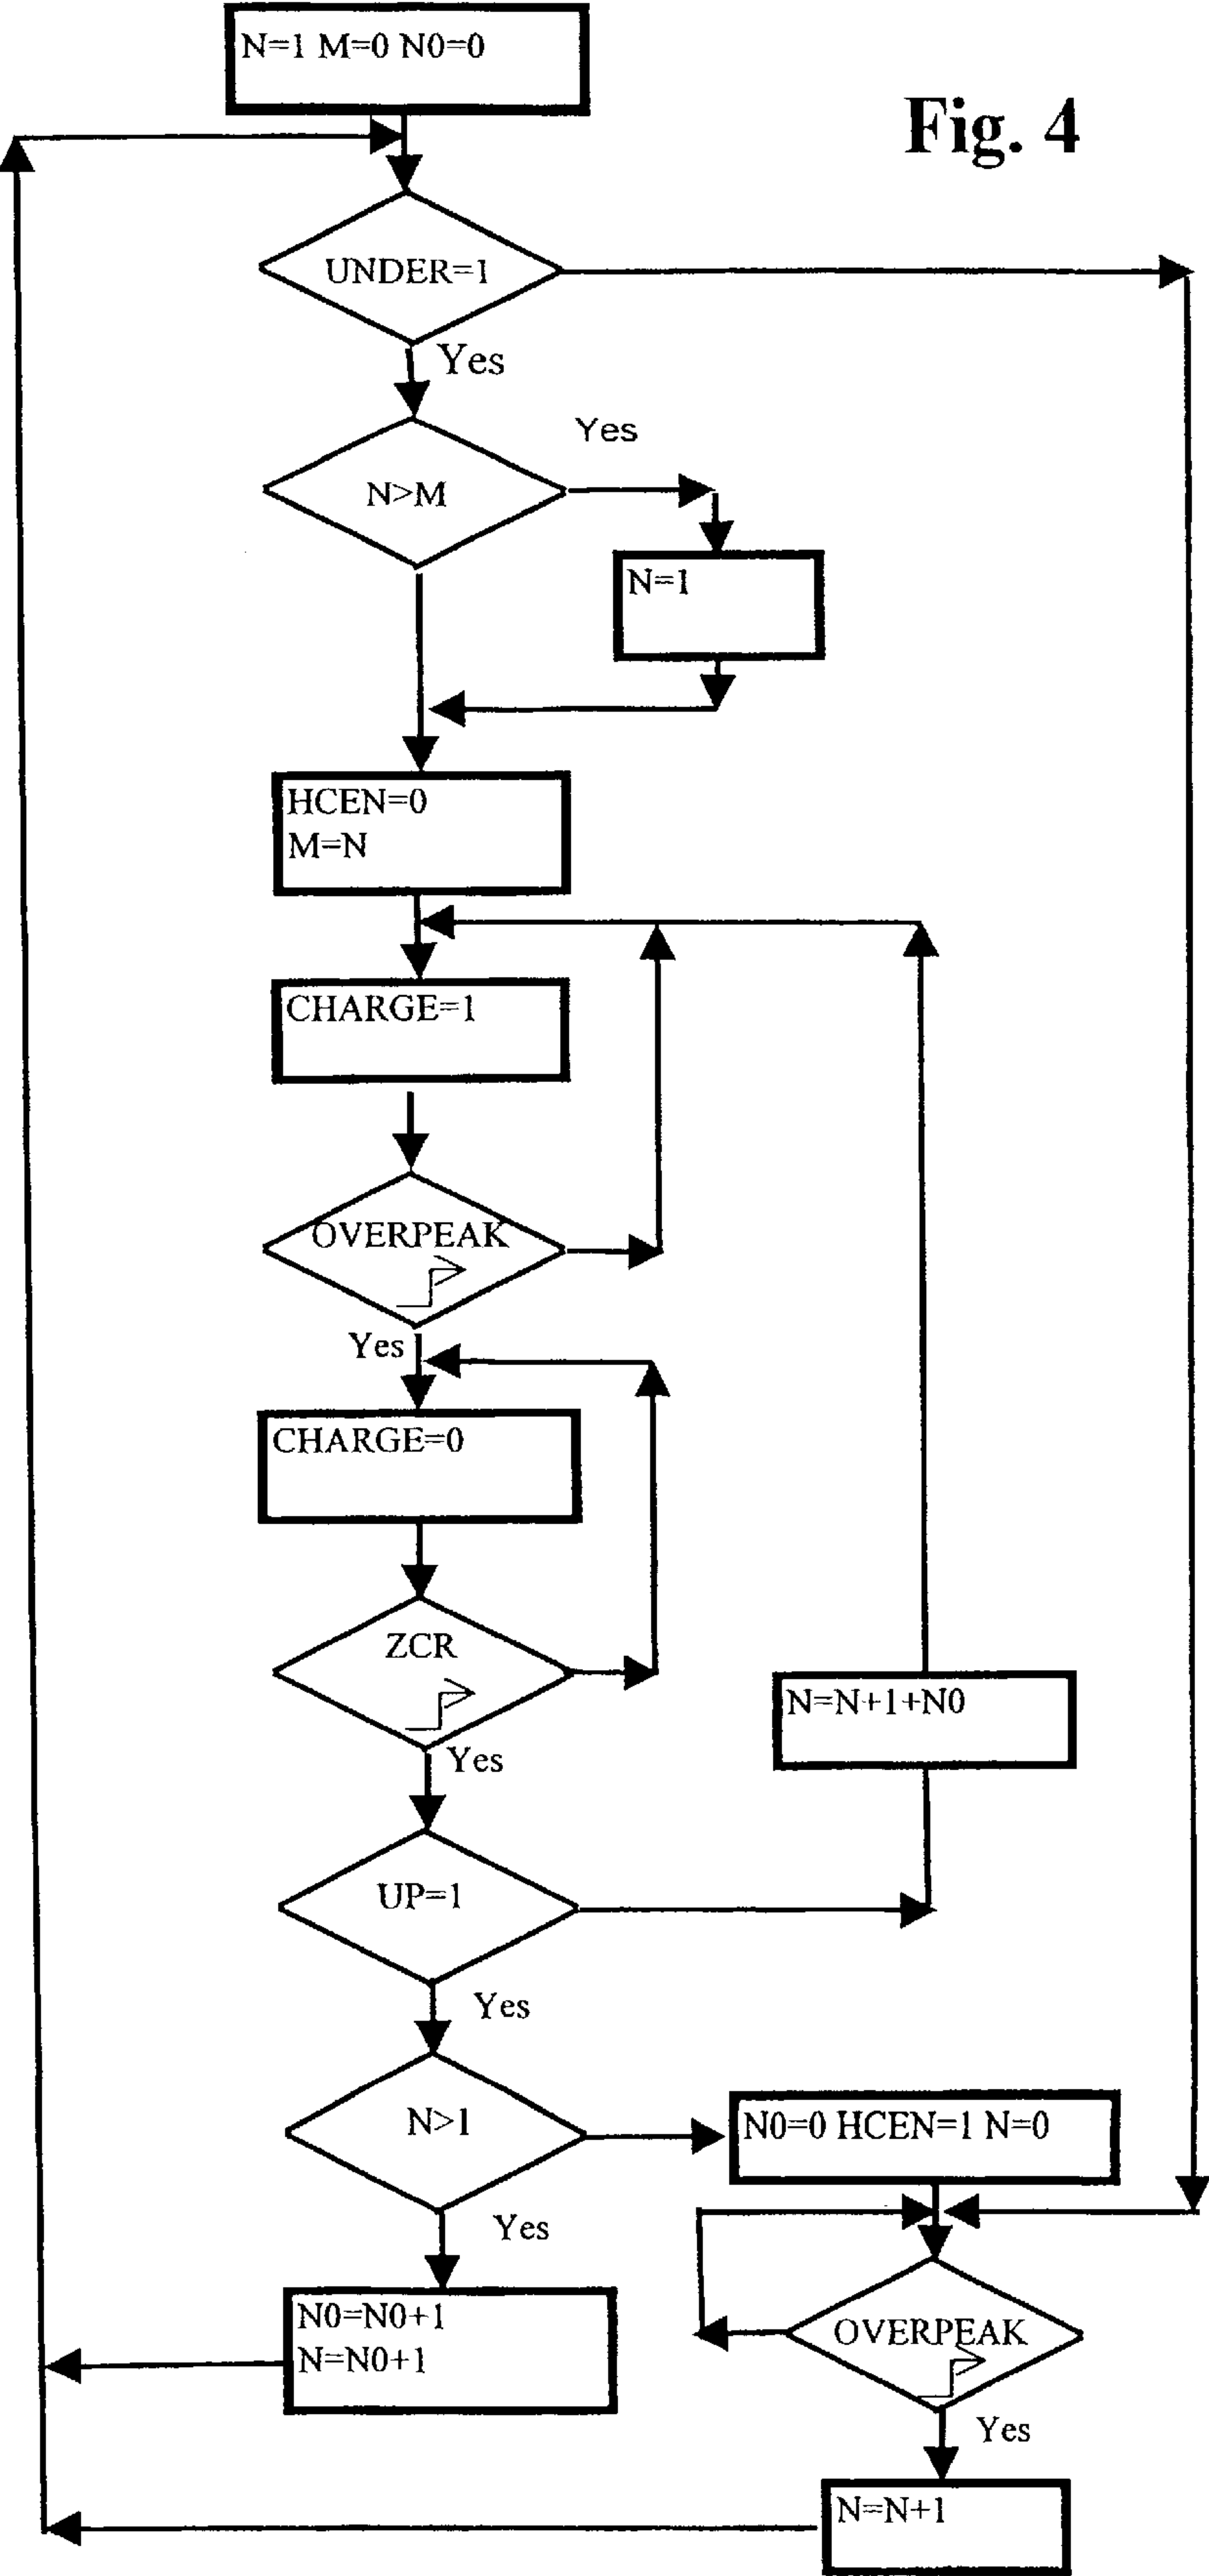 N=1 M=0 N0=0
Fig. 4
UNDER=1
Yes
Yes
N>M
N=1
HCEN=0
M=N
CHARGE=1
OVERPEAK
Yes
CHARGE=0
ZCR
Yes
N=N+1+N0
UP=1
Yes
N>1
N0=0 HCEN=1 N=0
Yes
N0=N0+1
N=N0+1
OVERPEAK
Yes
N=N+1